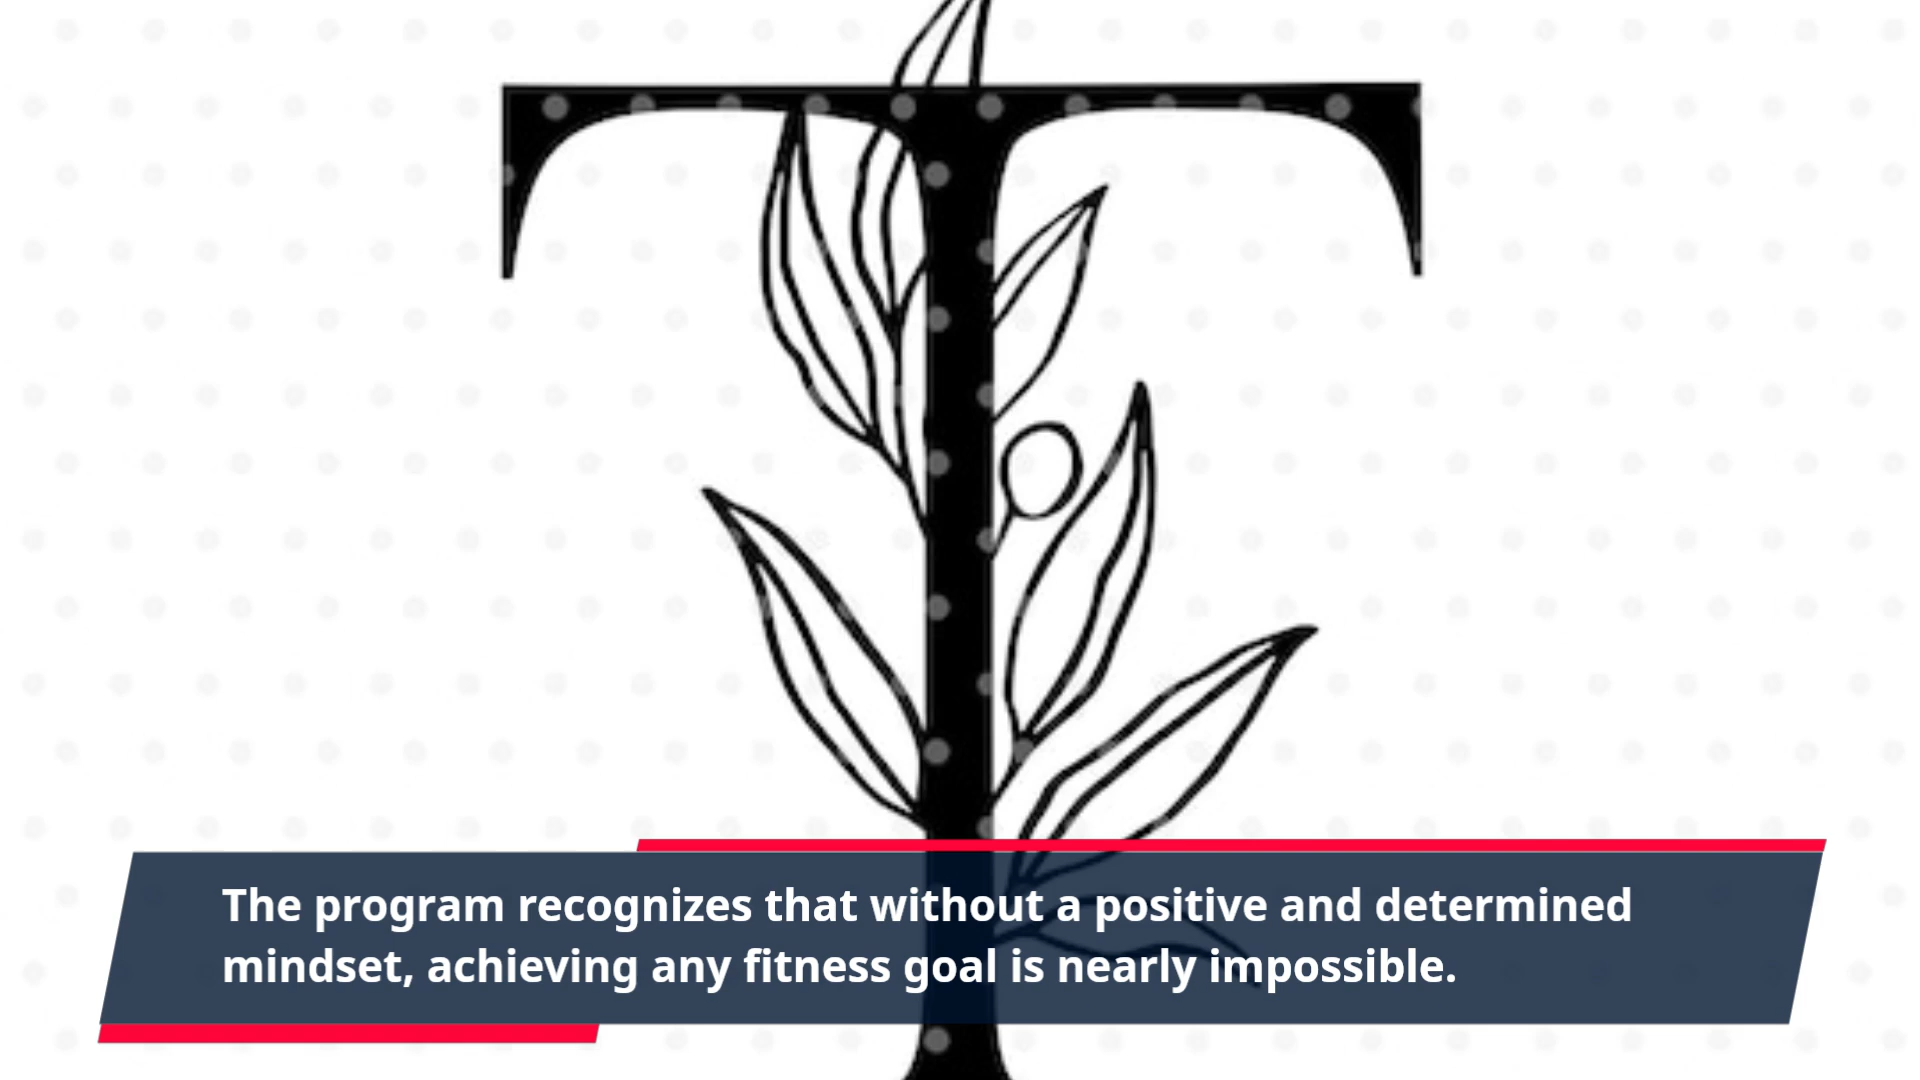 T
The program recognizes that without a positive and determined
mindset, achieving any fitness goal is nearly impossible.